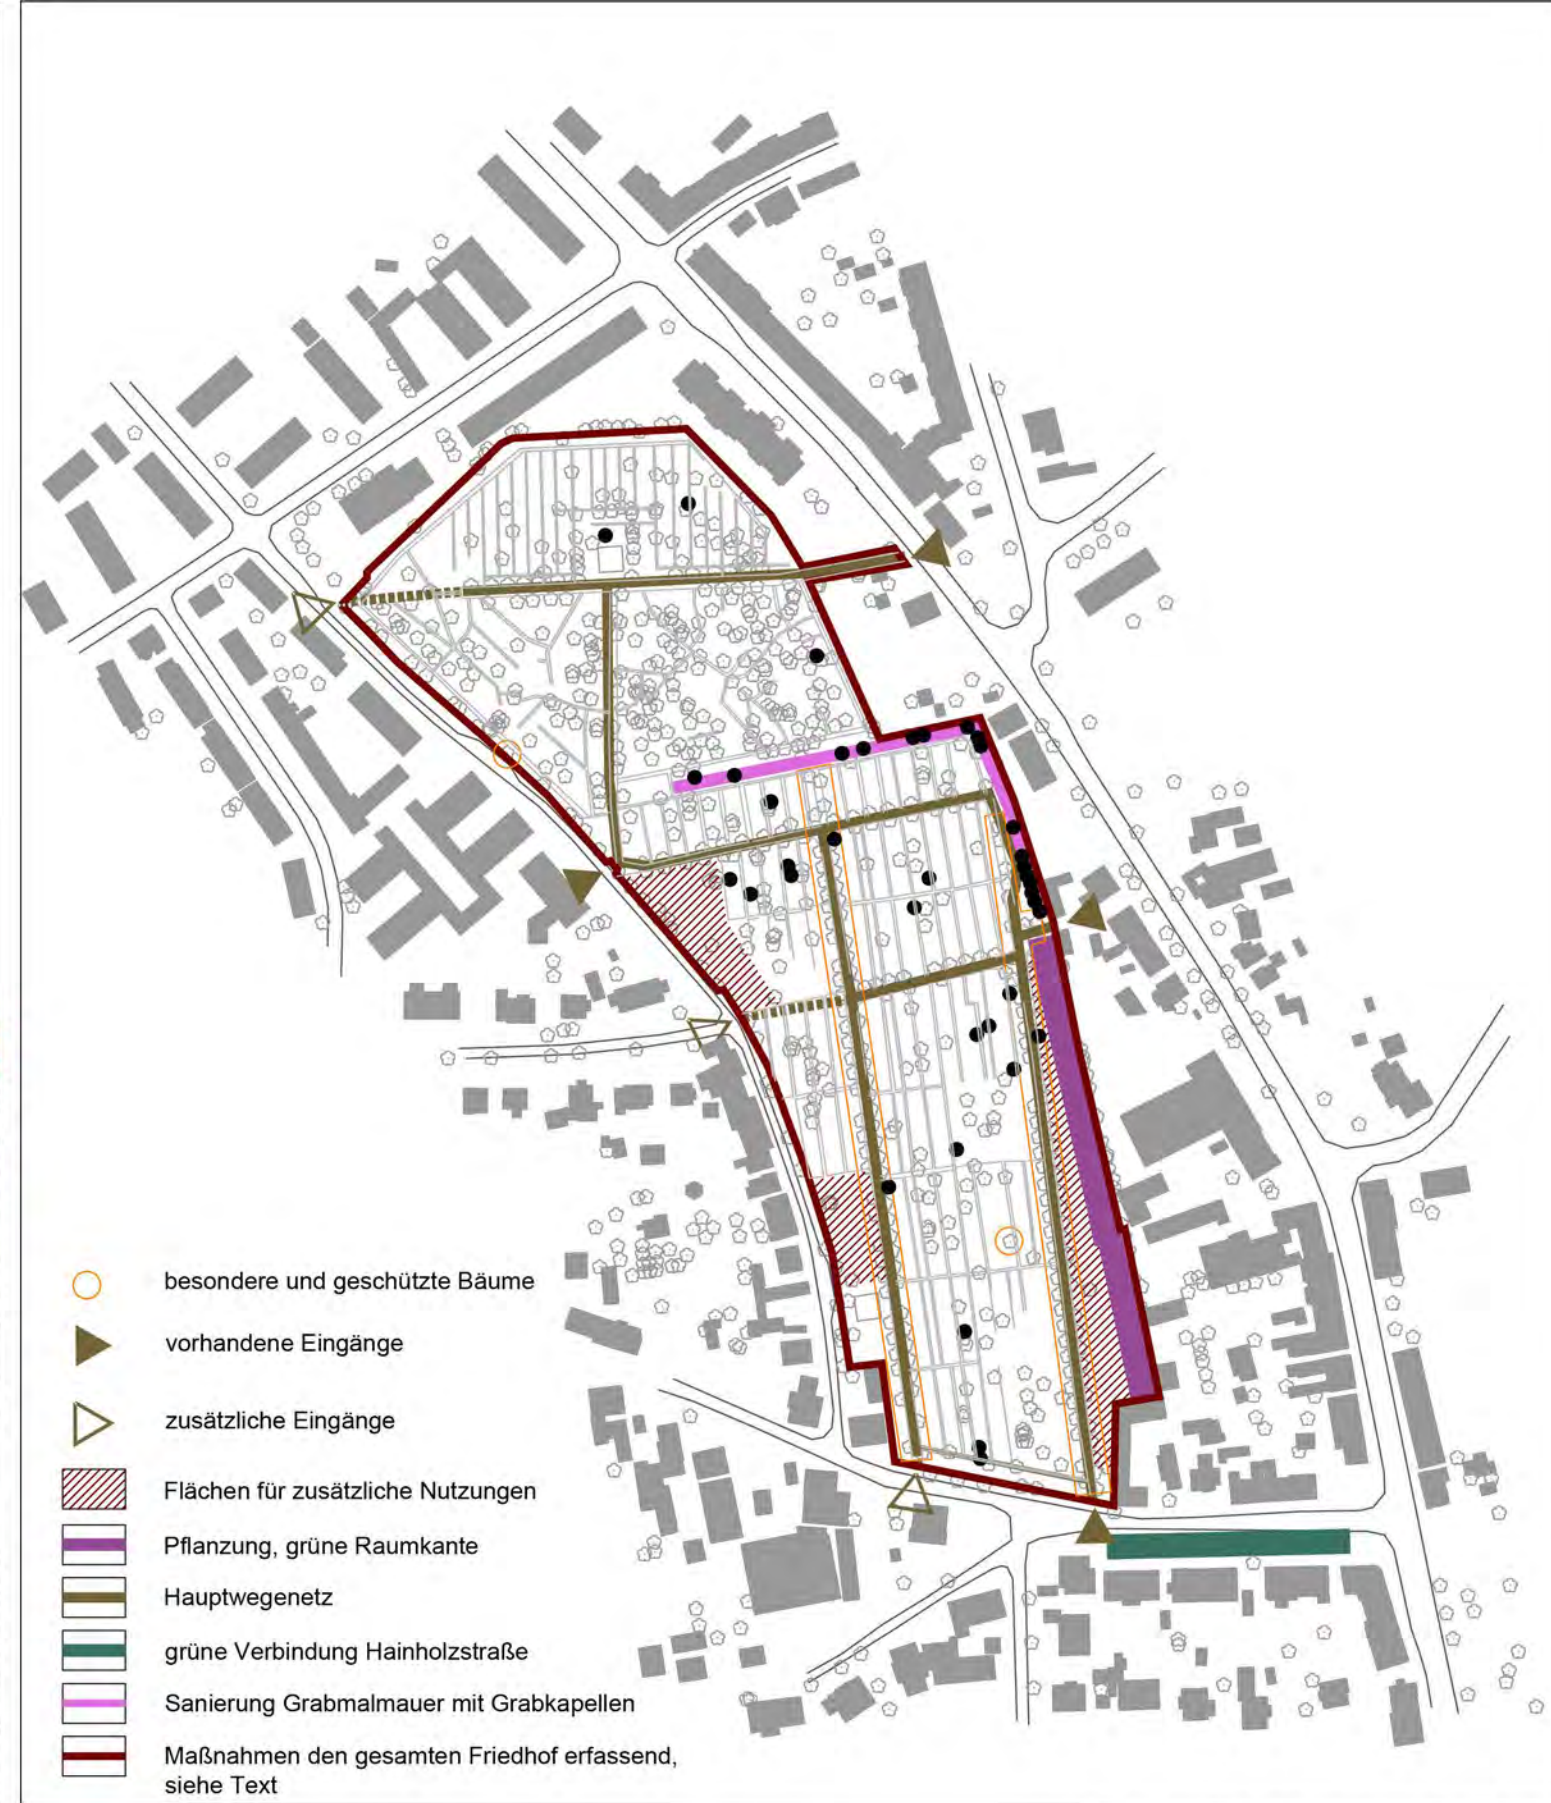 besondere und geschützte Bäume
vorhandene Eingänge
zusätzliche Eingänge
Flächen für zusätzliche Nutzungen
Pflanzung, grüne Raumkante
Hauptwegenetz
grüne Verbindung Hainholzstraße
Sanierung Grabmalmauer mit Grabkapellen
Maßnahmen den gesamten Friedhof erfassend,
siehe Text